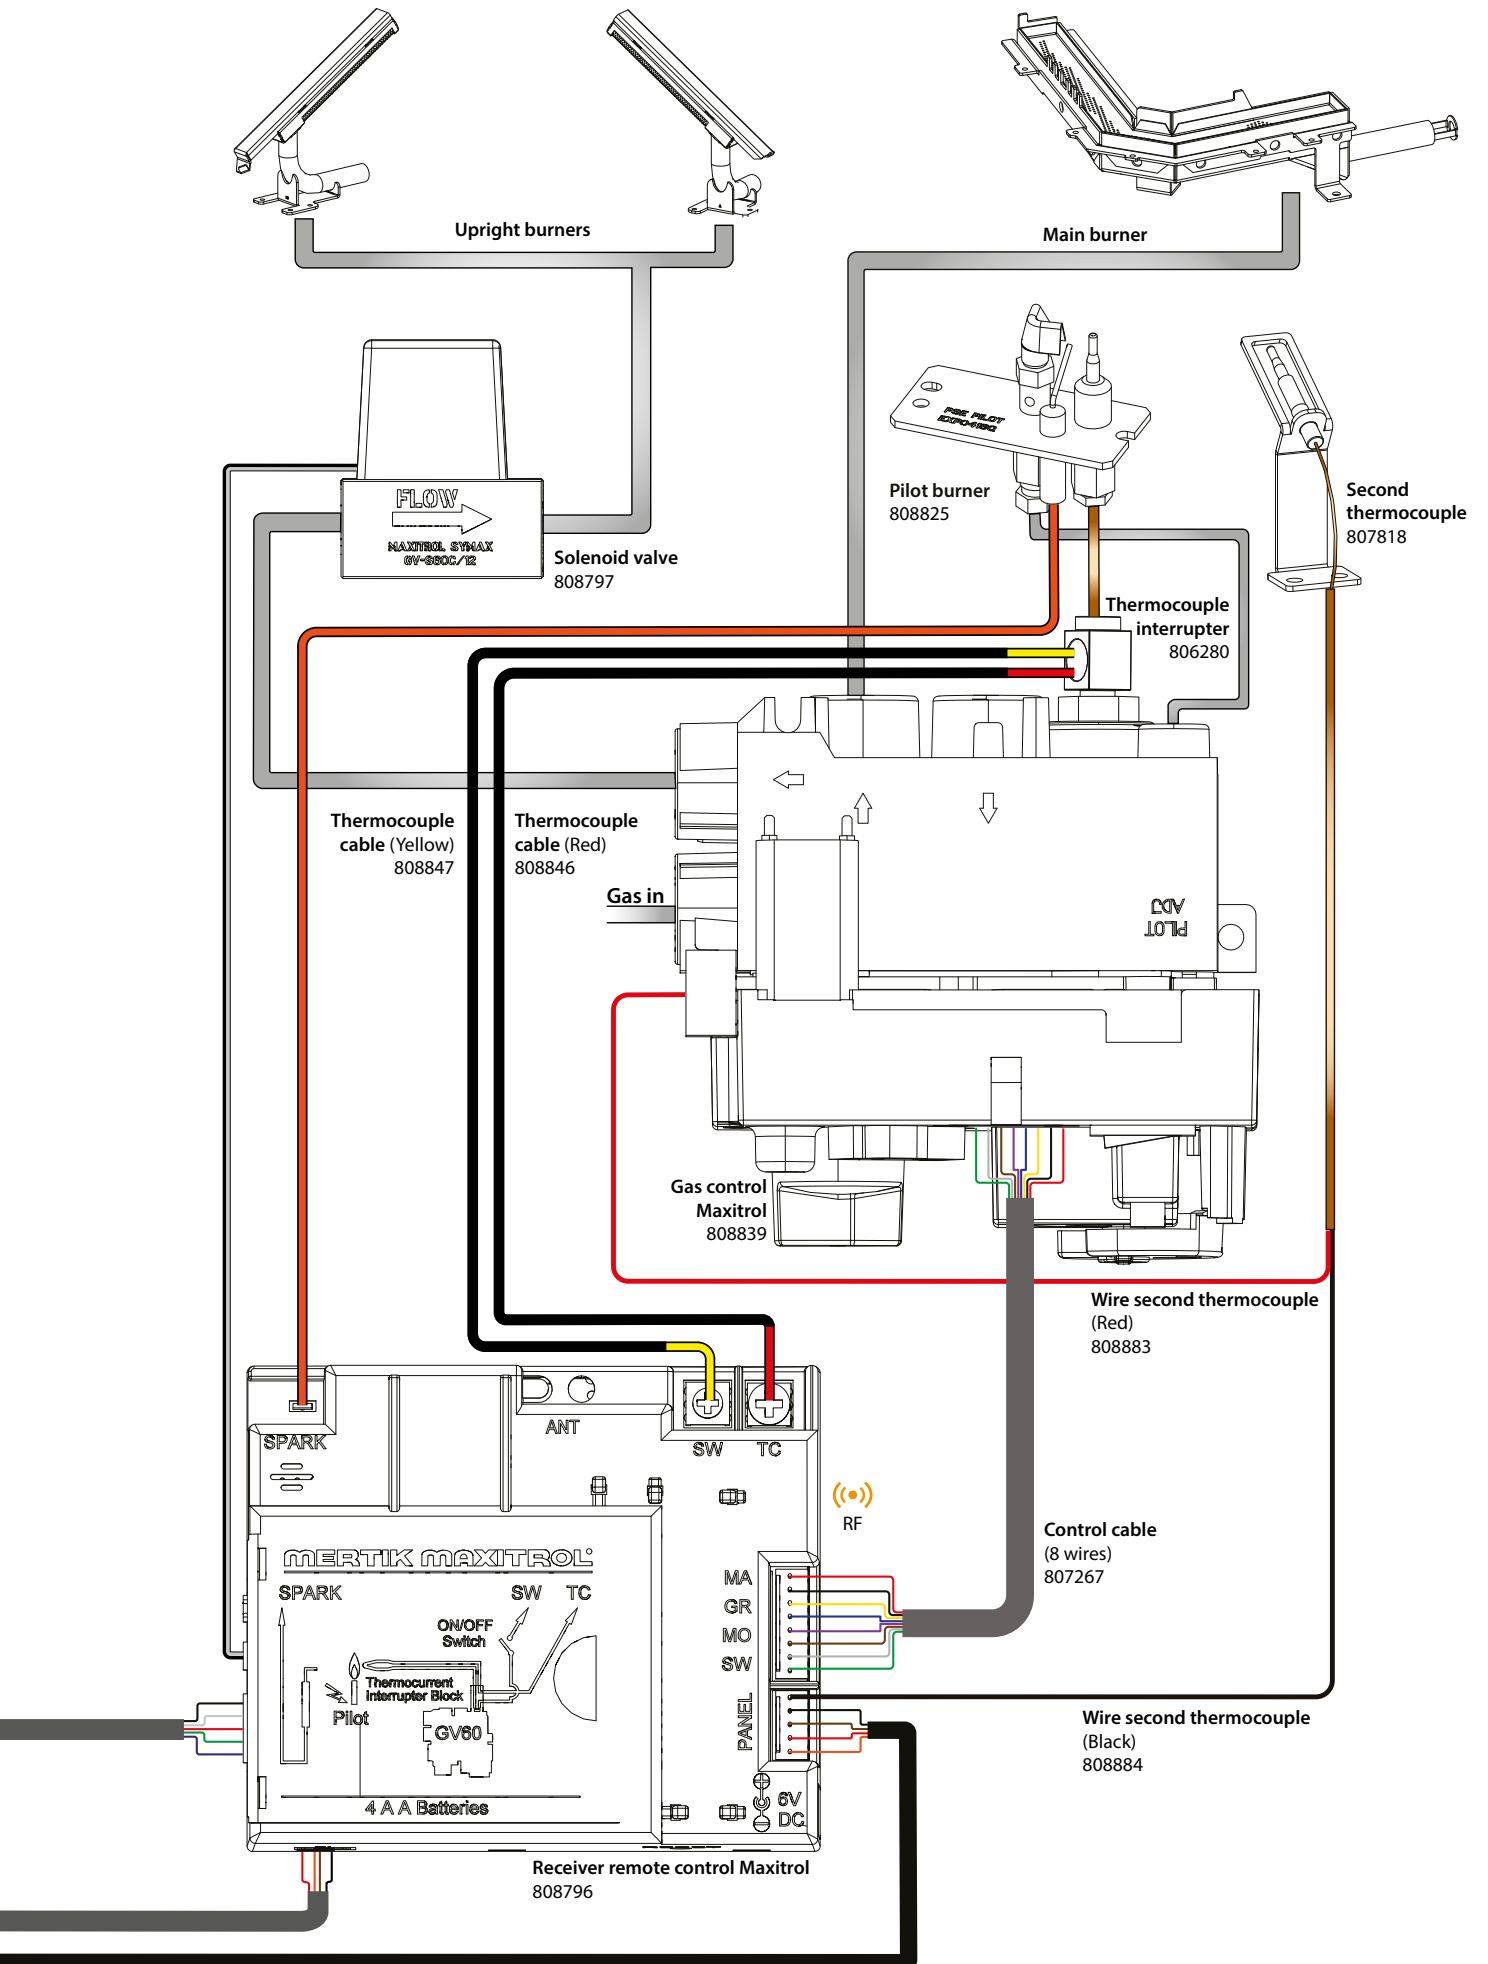 Upright burners
Main burner
PSE PILOT
Pilot burner
808825
Second
thermocouple
807818
FLOW
MAXITROL SYMAX
GV-S60C/12
Solenoid valve
808797
Thermocouple
interrupter
806280
Thermocouple
cable (Yellow)
808847
Thermocouple
cable (Red)
808846
Gas in
PILOT
ADJ
Gas control
Maxitrol
808839
Wire second thermocouple
(Red)
808883
SPARK
ANT
SW
TC
RF
Control cable
(8 wires)
807267
MERTIK MAXITROL
SPARK
SW
TC
ON/OFF
Switch
Thermocurrent
Interrupter Block
Pilot
GV60
4 A A Batteries
MA
GR
MO
SW
PANEL
6V
DC
Wire second thermocouple
(Black)
808884
Receiver remote control Maxitrol
808796